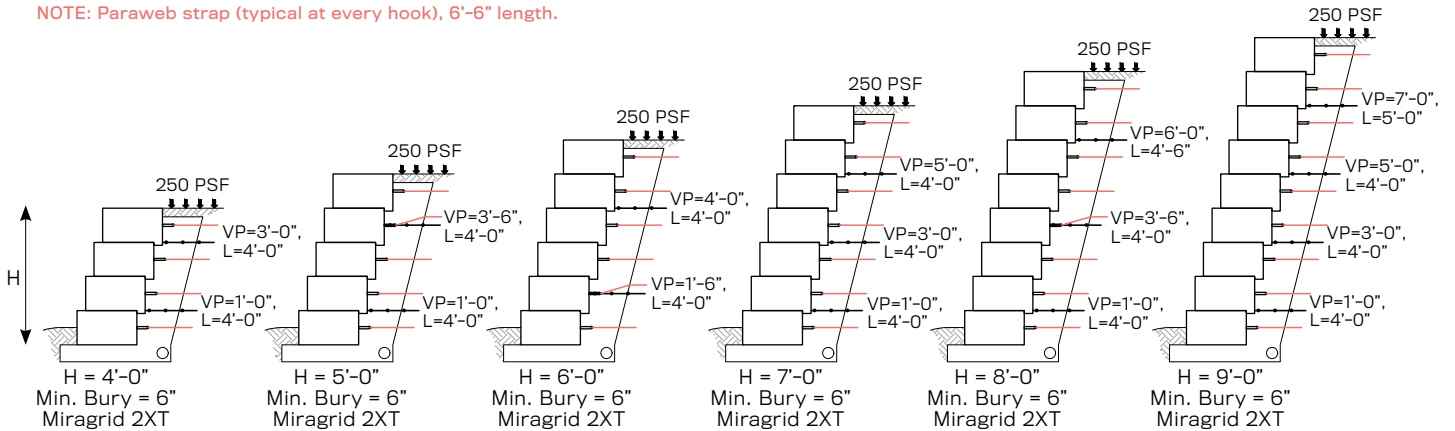 NOTE: Paraweb strap (typical at every hook), 6'-6" length.
H
250 PSF
VP=3'-0",
L=4'-0"
VP=1'-0",
L=4'-0"
H = 4'-0"
Min. Bury = 6"
Miragrid 2XT
250 PSF
VP=3'-6",
L=4'-0"
VP=1'-0",
L=4'-0"
H = 5'-0"
Min. Bury = 6"
Miragrid 2XT
250 PSF
VP=4'-0",
L=4'-0"
VP=1'-6",
L=4'-0"
H = 6'-0"
Min. Bury = 6"
Miragrid 2XT
250 PSF
VP=5'-0",
L=4'-0"
VP=3'-0",
L=4'-0"
VP=1'-0",
L=4'-0"
H = 7'-0"
Min. Bury = 6"
Miragrid 2XT
250 PSF
VP=6'-0",
L=4'-6"
VP=3'-6",
L=4'-0"
VP=1'-0",
L=4'-0"
H = 8'-0"
Min. Bury = 6"
Miragrid 2XT
250 PSF
VP=7'-0",
L=5'-0"
VP=5'-0",
L=4'-0"
VP=3'-0",
L=4'-0"
VP=1'-0",
L=4'-0"
H = 9'-0"
Min. Bury = 6"
Miragrid 2XT